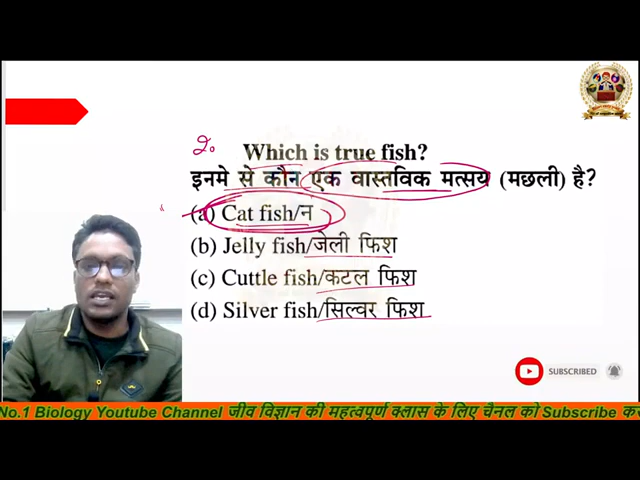 Q.
Which is true fish?
इनमे से कौन एक वास्तविक मत्सय (मछली) है?
(a) Cat fish/न
(b) Jelly fish/जेली फिश
(c) Cuttle fish/कटल फिश
(d) Silver fish/सिल्वर फिश
SUBSCRIBED
No.1 Biology Youtube Channel जीव विज्ञान की महत्वपूर्ण क्लास के लिए चैनल को Subscribe